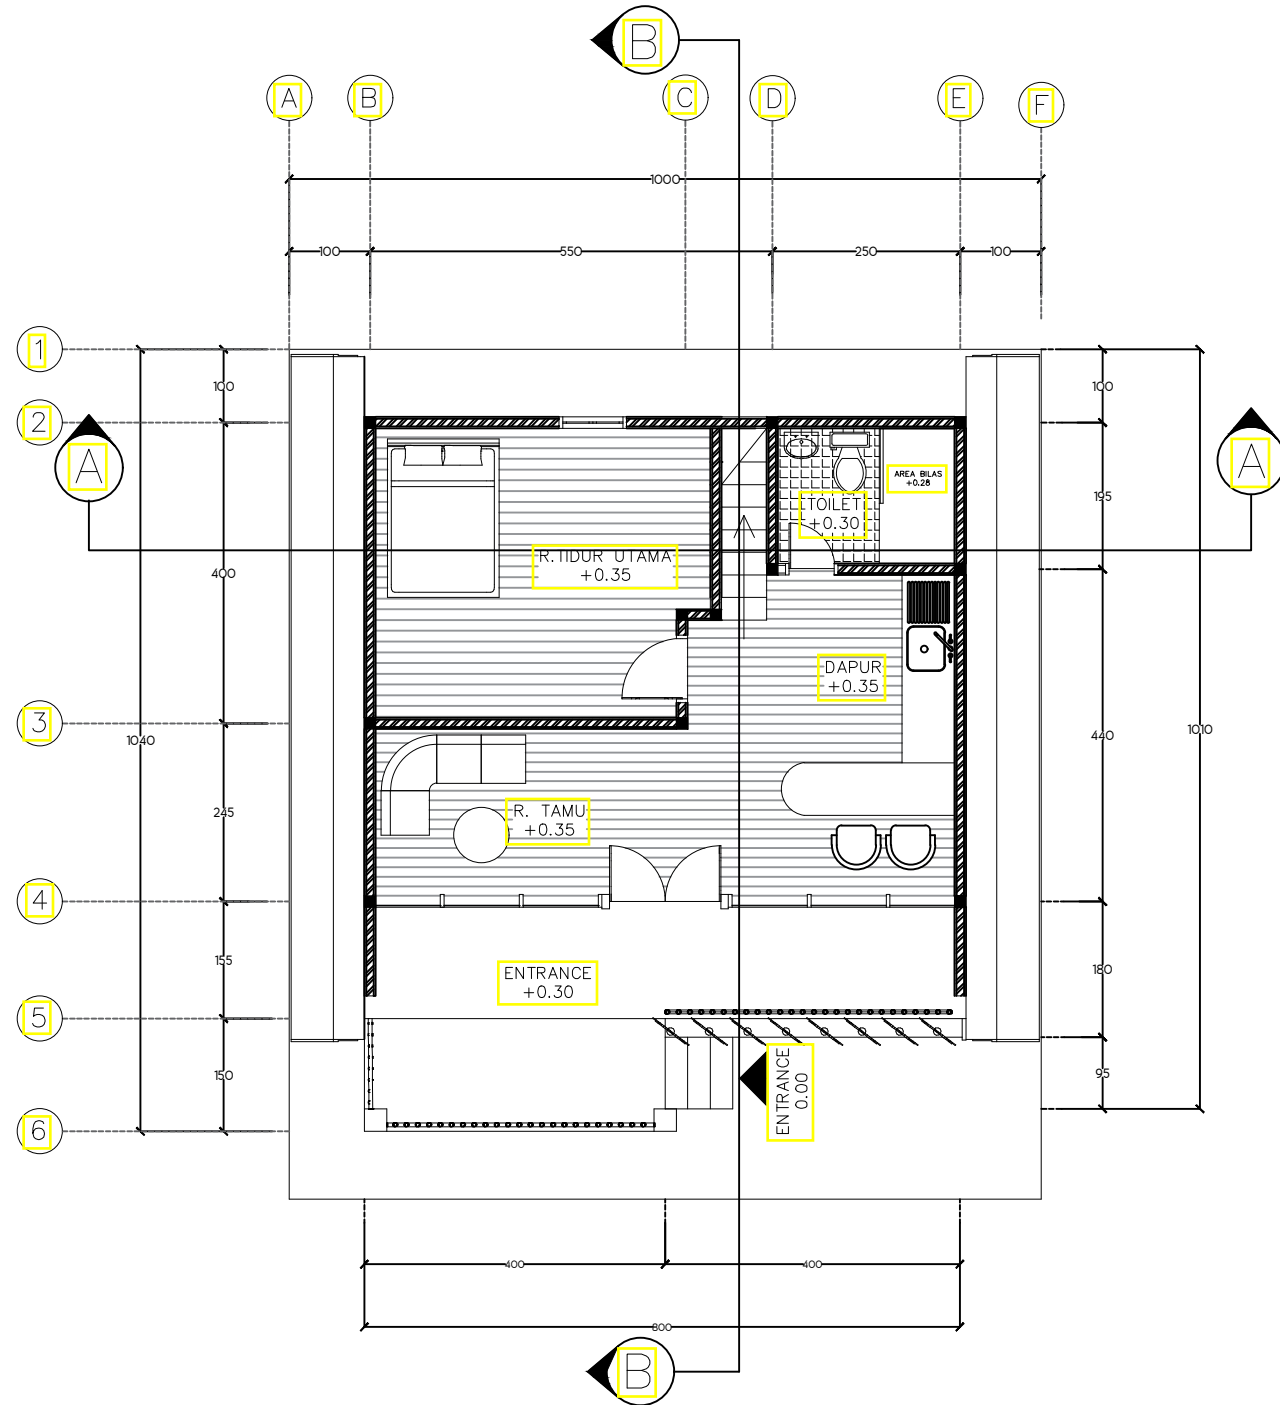 B
A B C D E F
1000
100 550 250 100
1
100 100
2
A A
AREA BILAS
+0.28
195
TOILET
+0.30
R.TIDUR UTAMA
+0.35
400
DAPUR
+0.35
3
1040 440 1010
R. TAMU
+0.35
245
4
155 180
ENTRANCE
+0.30
5
150 95
ENTRANCE
0.00
6
400 400
800
B